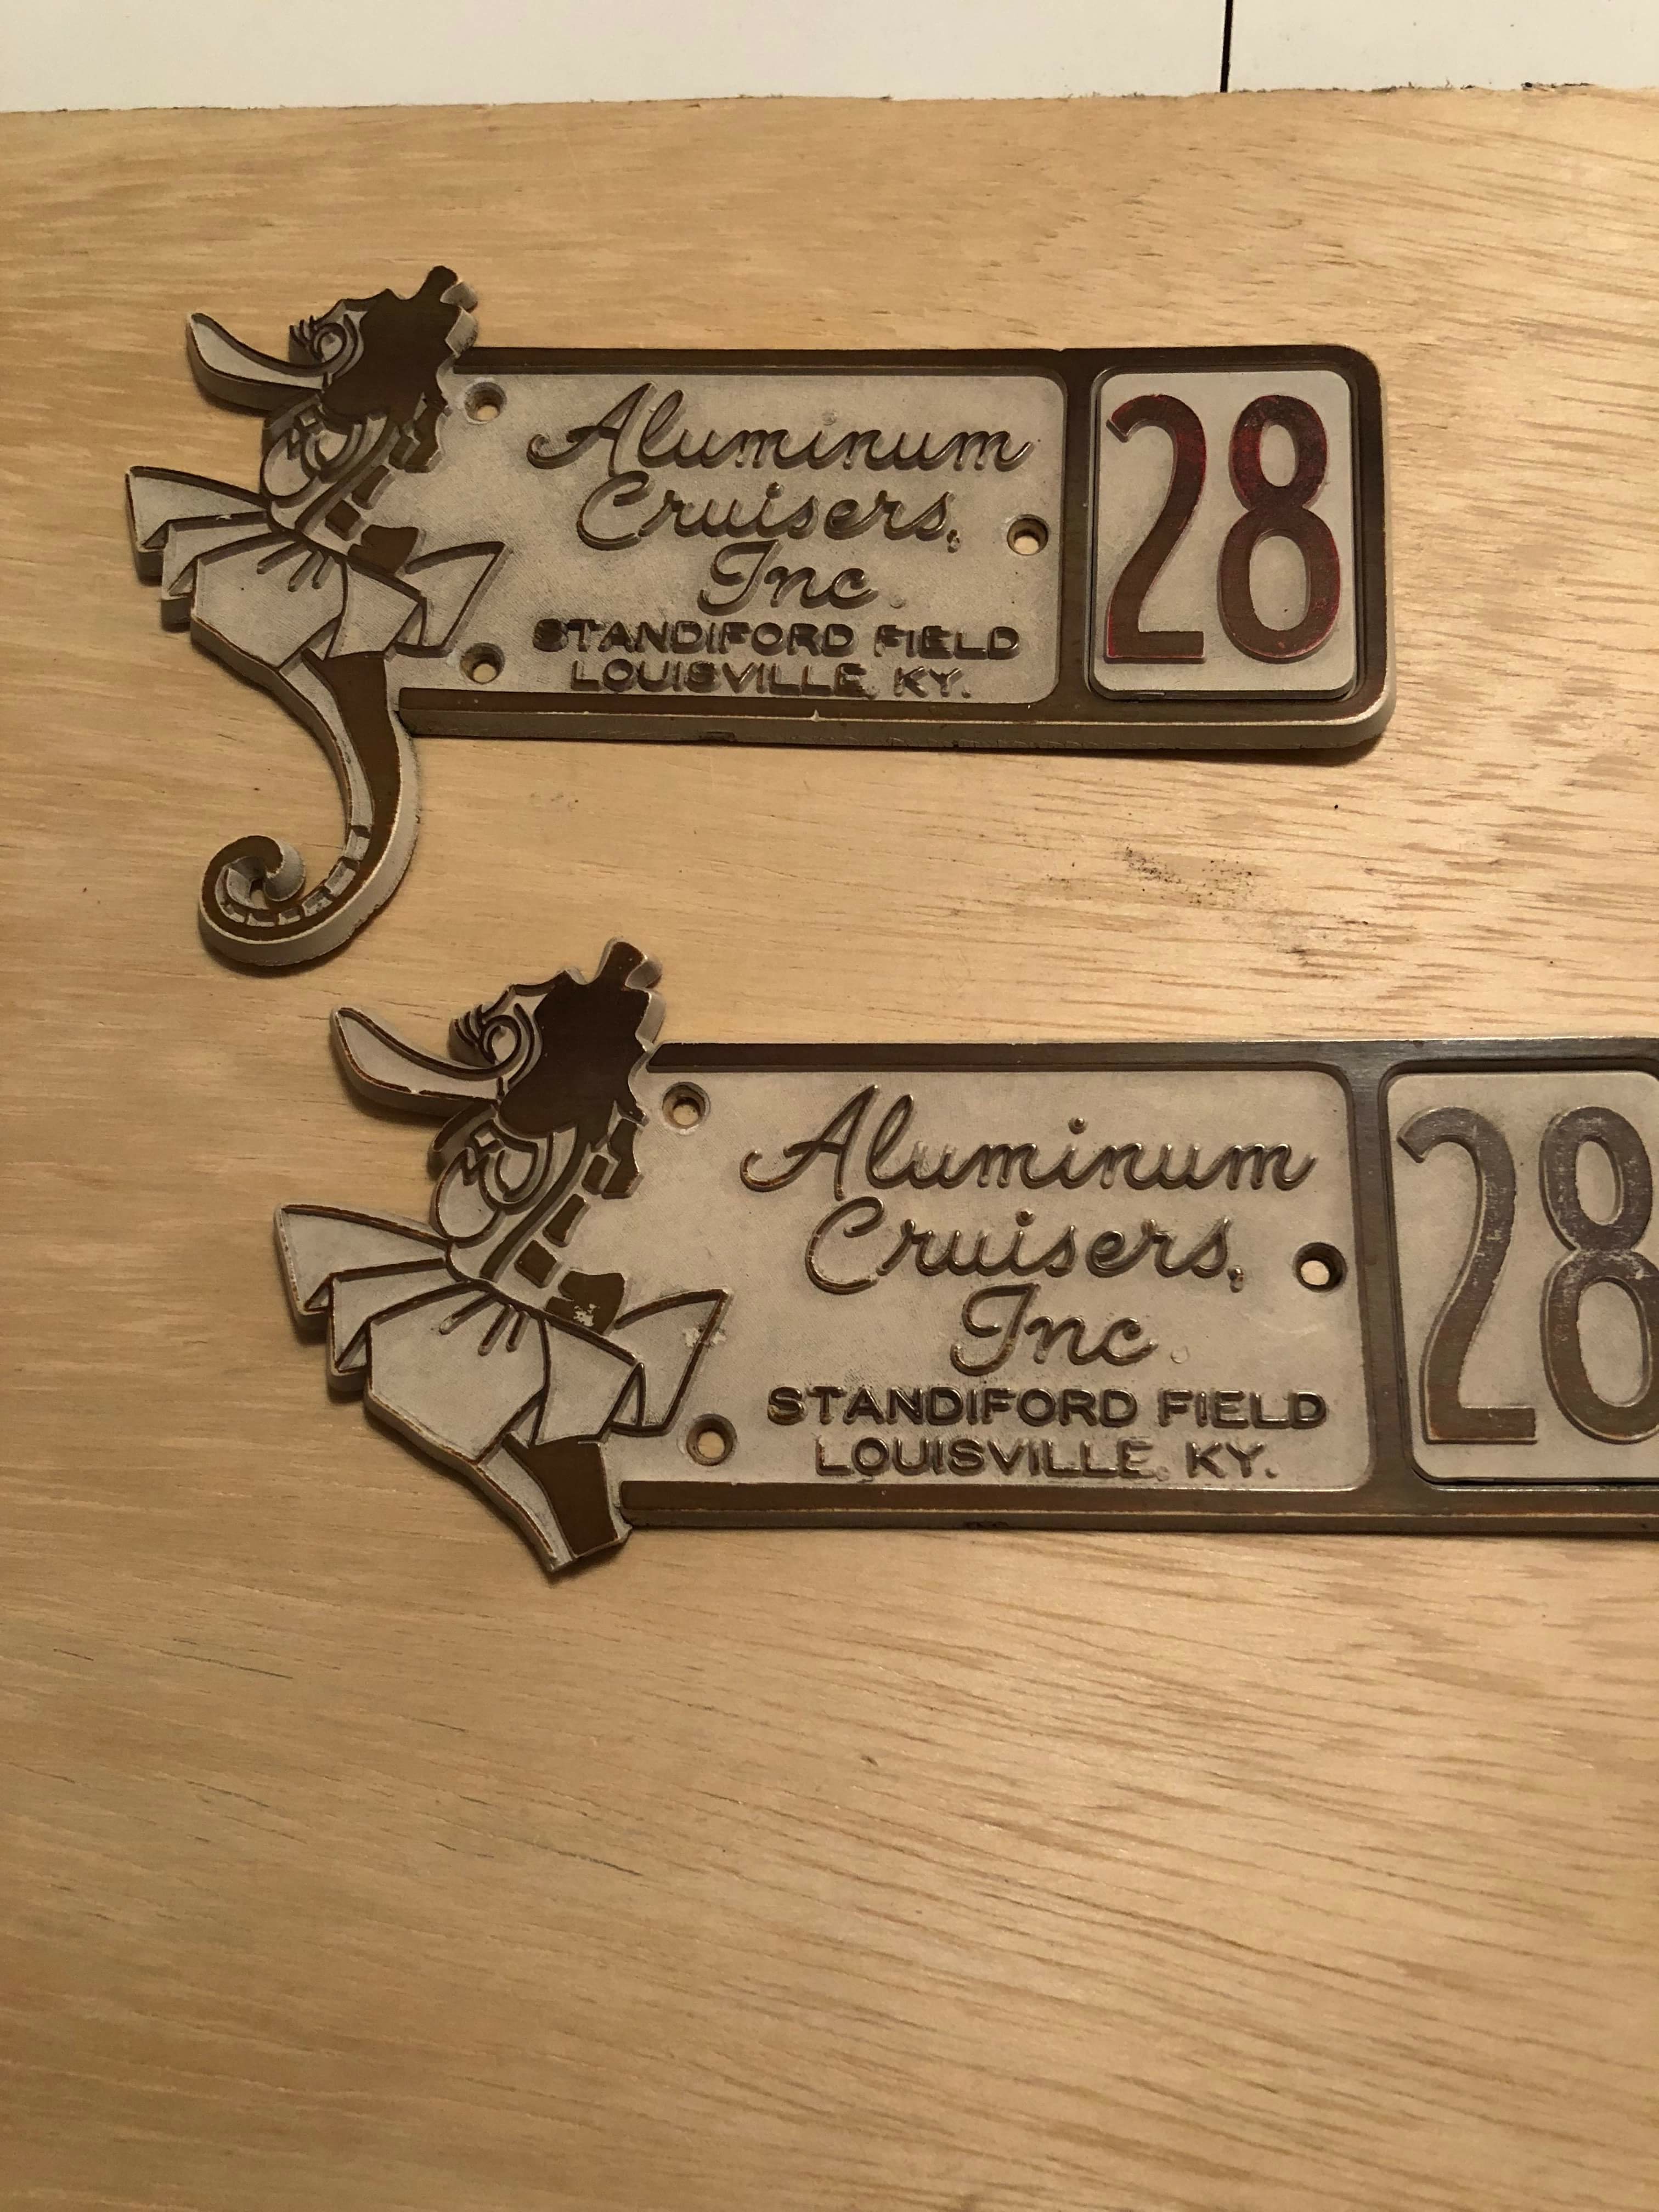 Aluminum
Cruisers,
Inc.
STANDIFORD FIELD
LOUISVILLE, KY.
28
Aluminum
Cruisers,
Inc.
STANDIFORD FIELD
LOUISVILLE, KY.
28